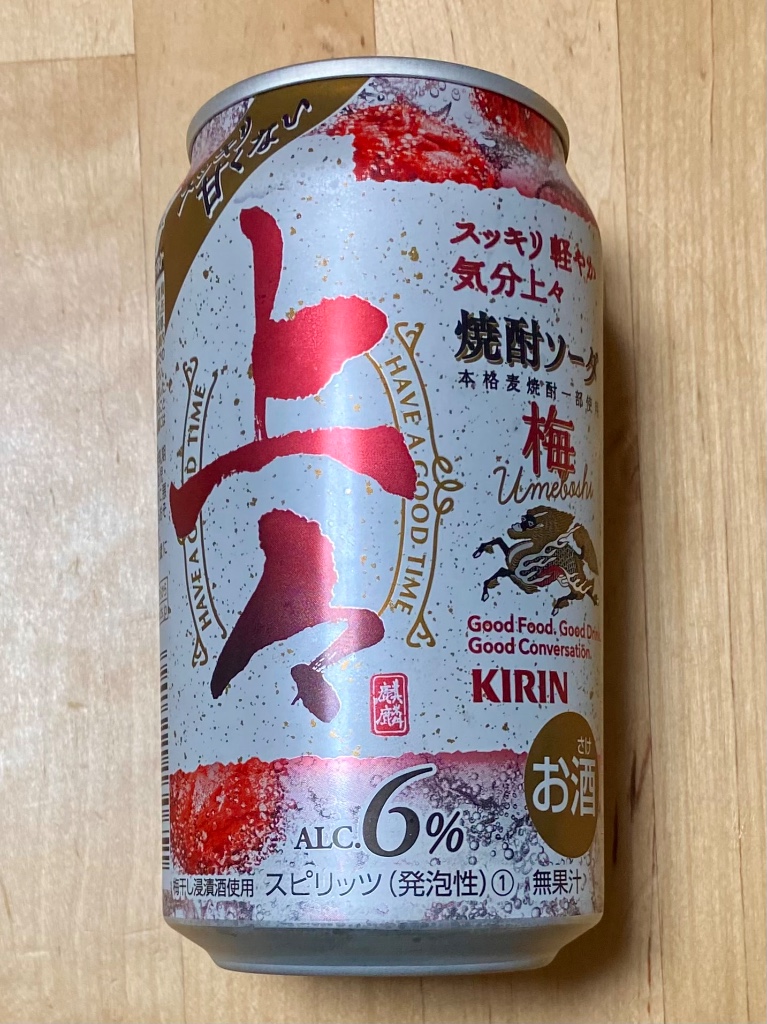 甘くない
上々
HAVE A GOOD TIME
HAVE A GOOD TIME
スッキリ軽やか
気分上々
焼酎ソーダ
本格麦焼酎一部使用
梅
Umeboshi
Good Food. Good Drink
Good Conversation.
KIRIN
麒麟
さけ
お酒
ALC.6%
梅干し浸漬酒使用 スピリッツ(発泡性)① 無果汁